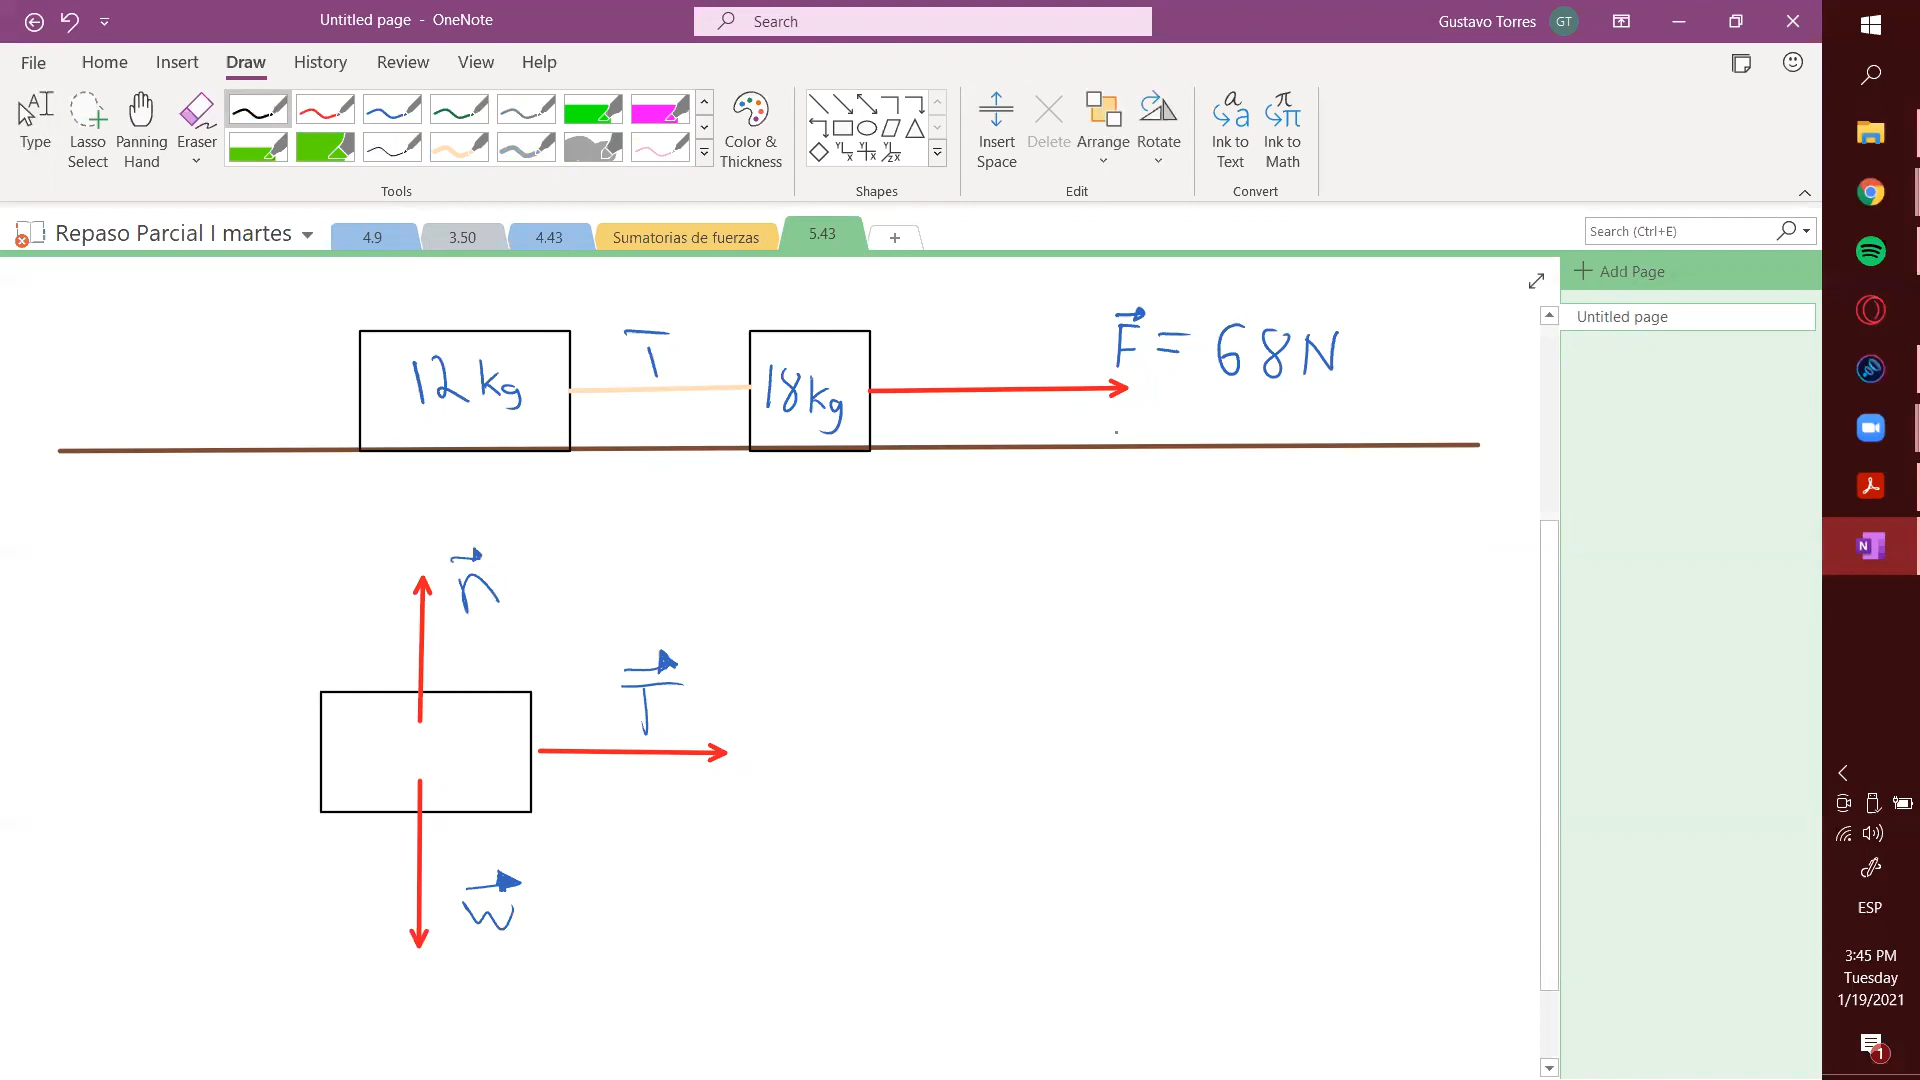 Untitled page - OneNote
Search
Gustavo Torres GT
File Home Insert Draw History Review View Help
Type
Lasso Select
Panning Hand
Eraser
Color & Thickness
Insert Space
Delete
Arrange
Rotate
Ink to Text
Ink to Math
Tools Shapes Edit Convert
Repaso Parcial I martes 4.9 3.50 4.43 Sumatorias de fuerzas 5.43 +
Search (Ctrl+E)
Add Page
Untitled page
12 kg
T
18 kg
F = 68 N
n
T
w
ESP
3:45 PM
Tuesday
1/19/2021
1